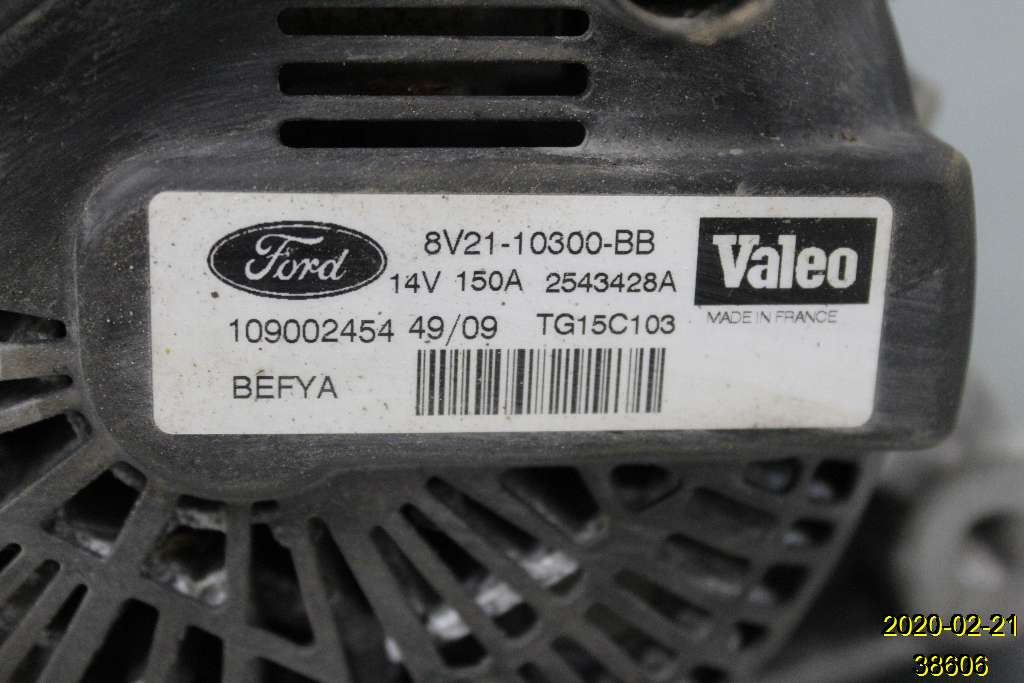 Ford 8V21-10300-BB Valeo
14V 150A 2543428A
MADE IN FRANCE
109002454 49/09 TG15C103
BEFYA
2020-02-21
38606